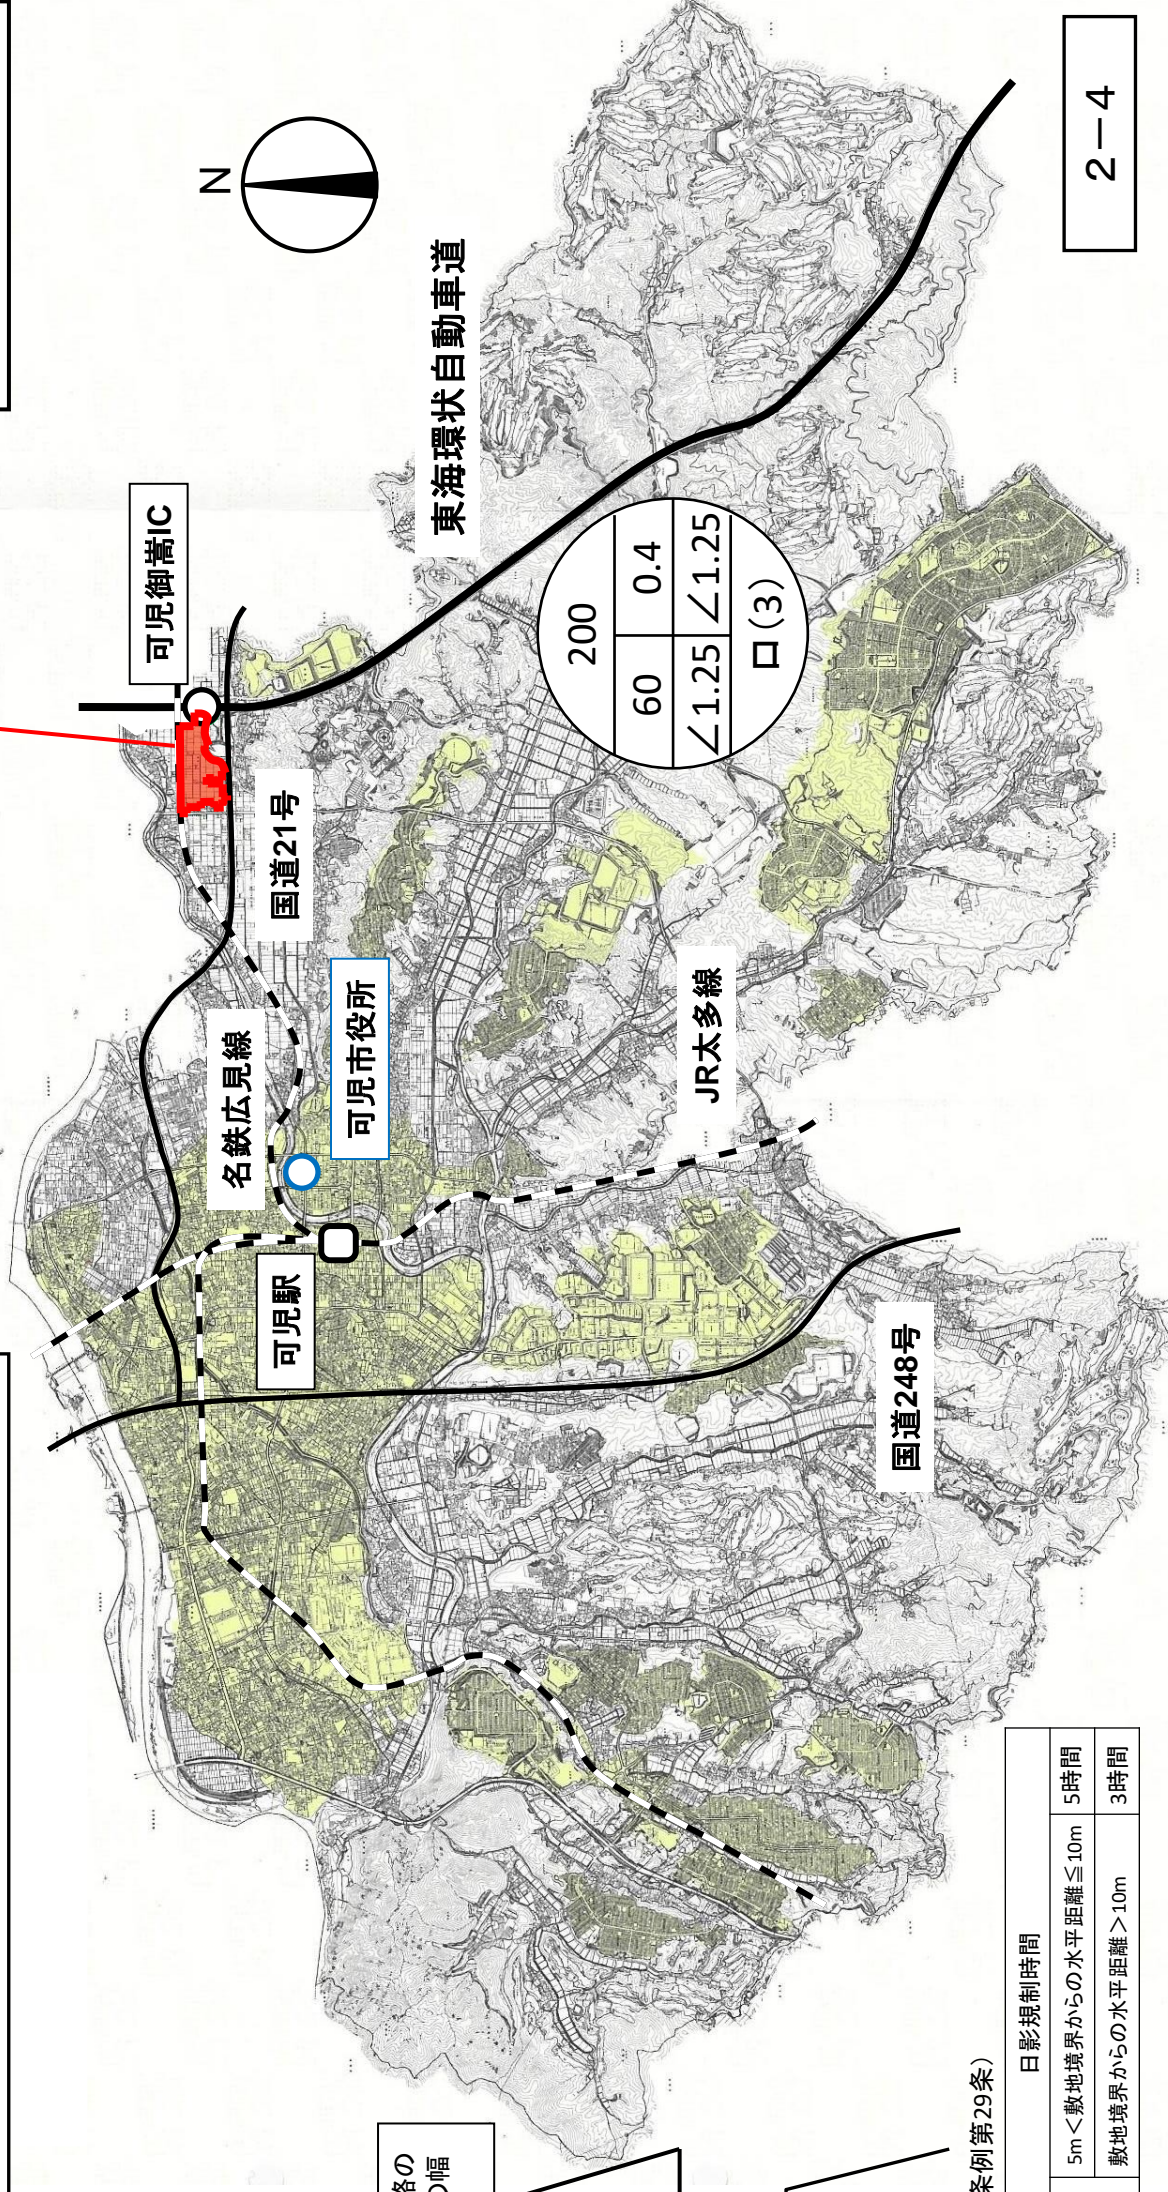 N
2－4
可児御嵩IC
東海環状自動車道
国道21号
名鉄広見線
可児市役所
可児駅
JR太多線
国道248号
200
60 0.4
∠1.25 ∠1.25
ロ(3)
路の
幅
条例第29条）
日影規制時間
5m＜敷地境界からの水平距離≦10m 5時間
敷地境界からの水平距離＞10m 3時間